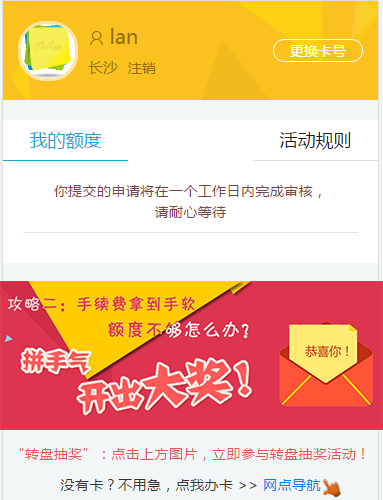 Notes
lan
长沙 注销
更换卡号
我的额度 活动规则
你提交的申请将在一个工作日内完成审核，
请耐心等待
攻略二：手续费拿到手软
额度不够怎么办？
拼手气
开出大奖！
恭喜你！
“转盘抽奖”：点击上方图片，立即参与转盘抽奖活动！
没有卡？不用急，点我办卡 >> 网点导航